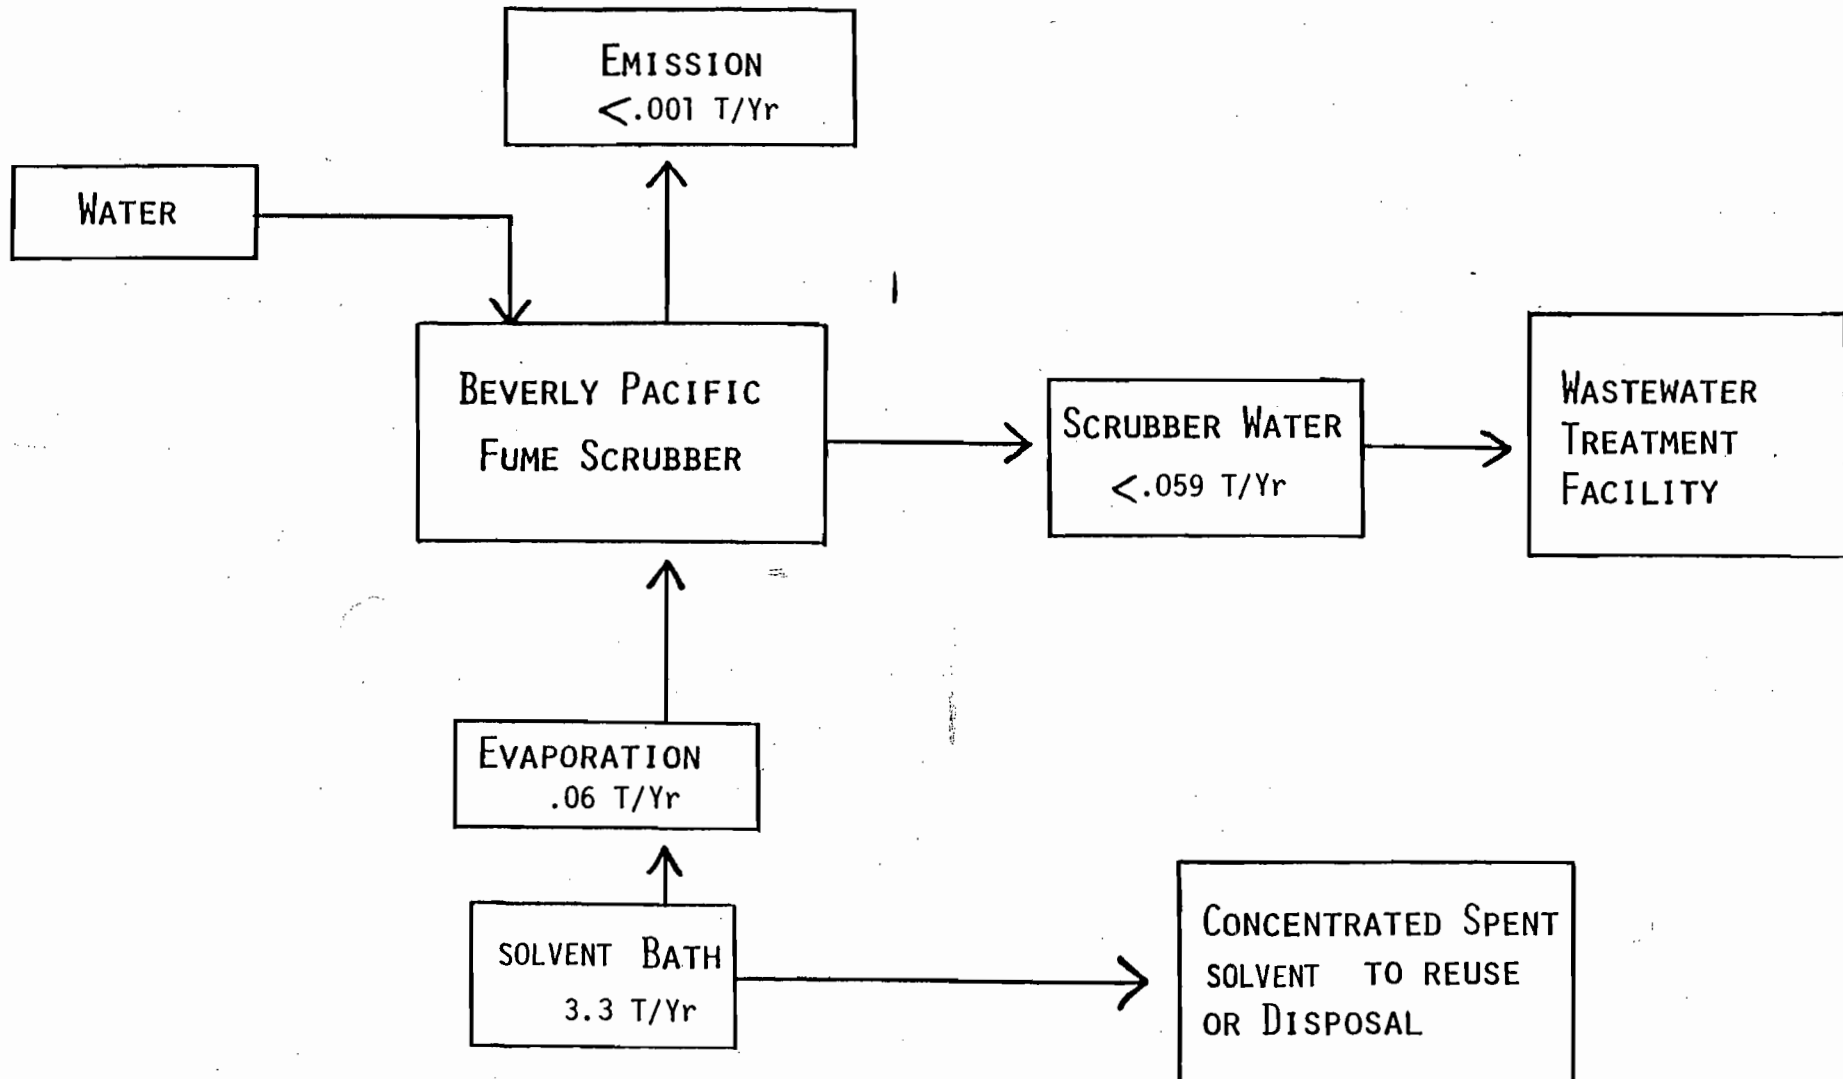 EMISSION
<.001 T/Yr
WATER
BEVERLY PACIFIC
FUME SCRUBBER
SCRUBBER WATER
<.059 T/Yr
WASTEWATER
TREATMENT
FACILITY
EVAPORATION
.06 T/Yr
SOLVENT BATH
3.3 T/Yr
CONCENTRATED SPENT
SOLVENT TO REUSE
OR DISPOSAL